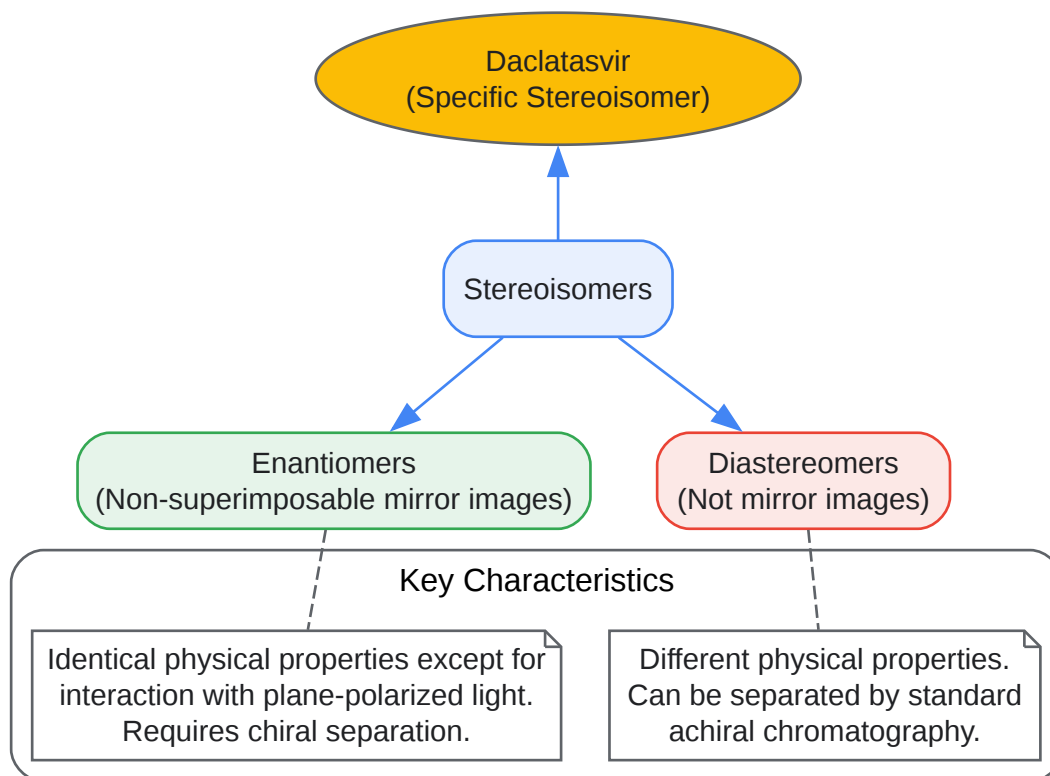 Daclatasvir
(Specific Stereoisomer)
Stereoisomers
Enantiomers
(Non-superimposable mirror images)
Diastereomers
(Not mirror images)
Key Characteristics
Identical physical properties except for
interaction with plane-polarized light.
Requires chiral separation.
Different physical properties.
Can be separated by standard
achiral chromatography.